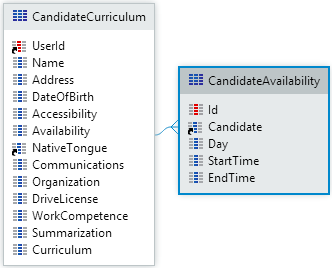 CandidateCurriculum
UserId
Name
Address
DateOfBirth
Accessibility
Availability
NativeTongue
Communications
Organization
DriveLicense
WorkCompetence
Summarization
Curriculum
CandidateAvailability
Id
Candidate
Day
StartTime
EndTime